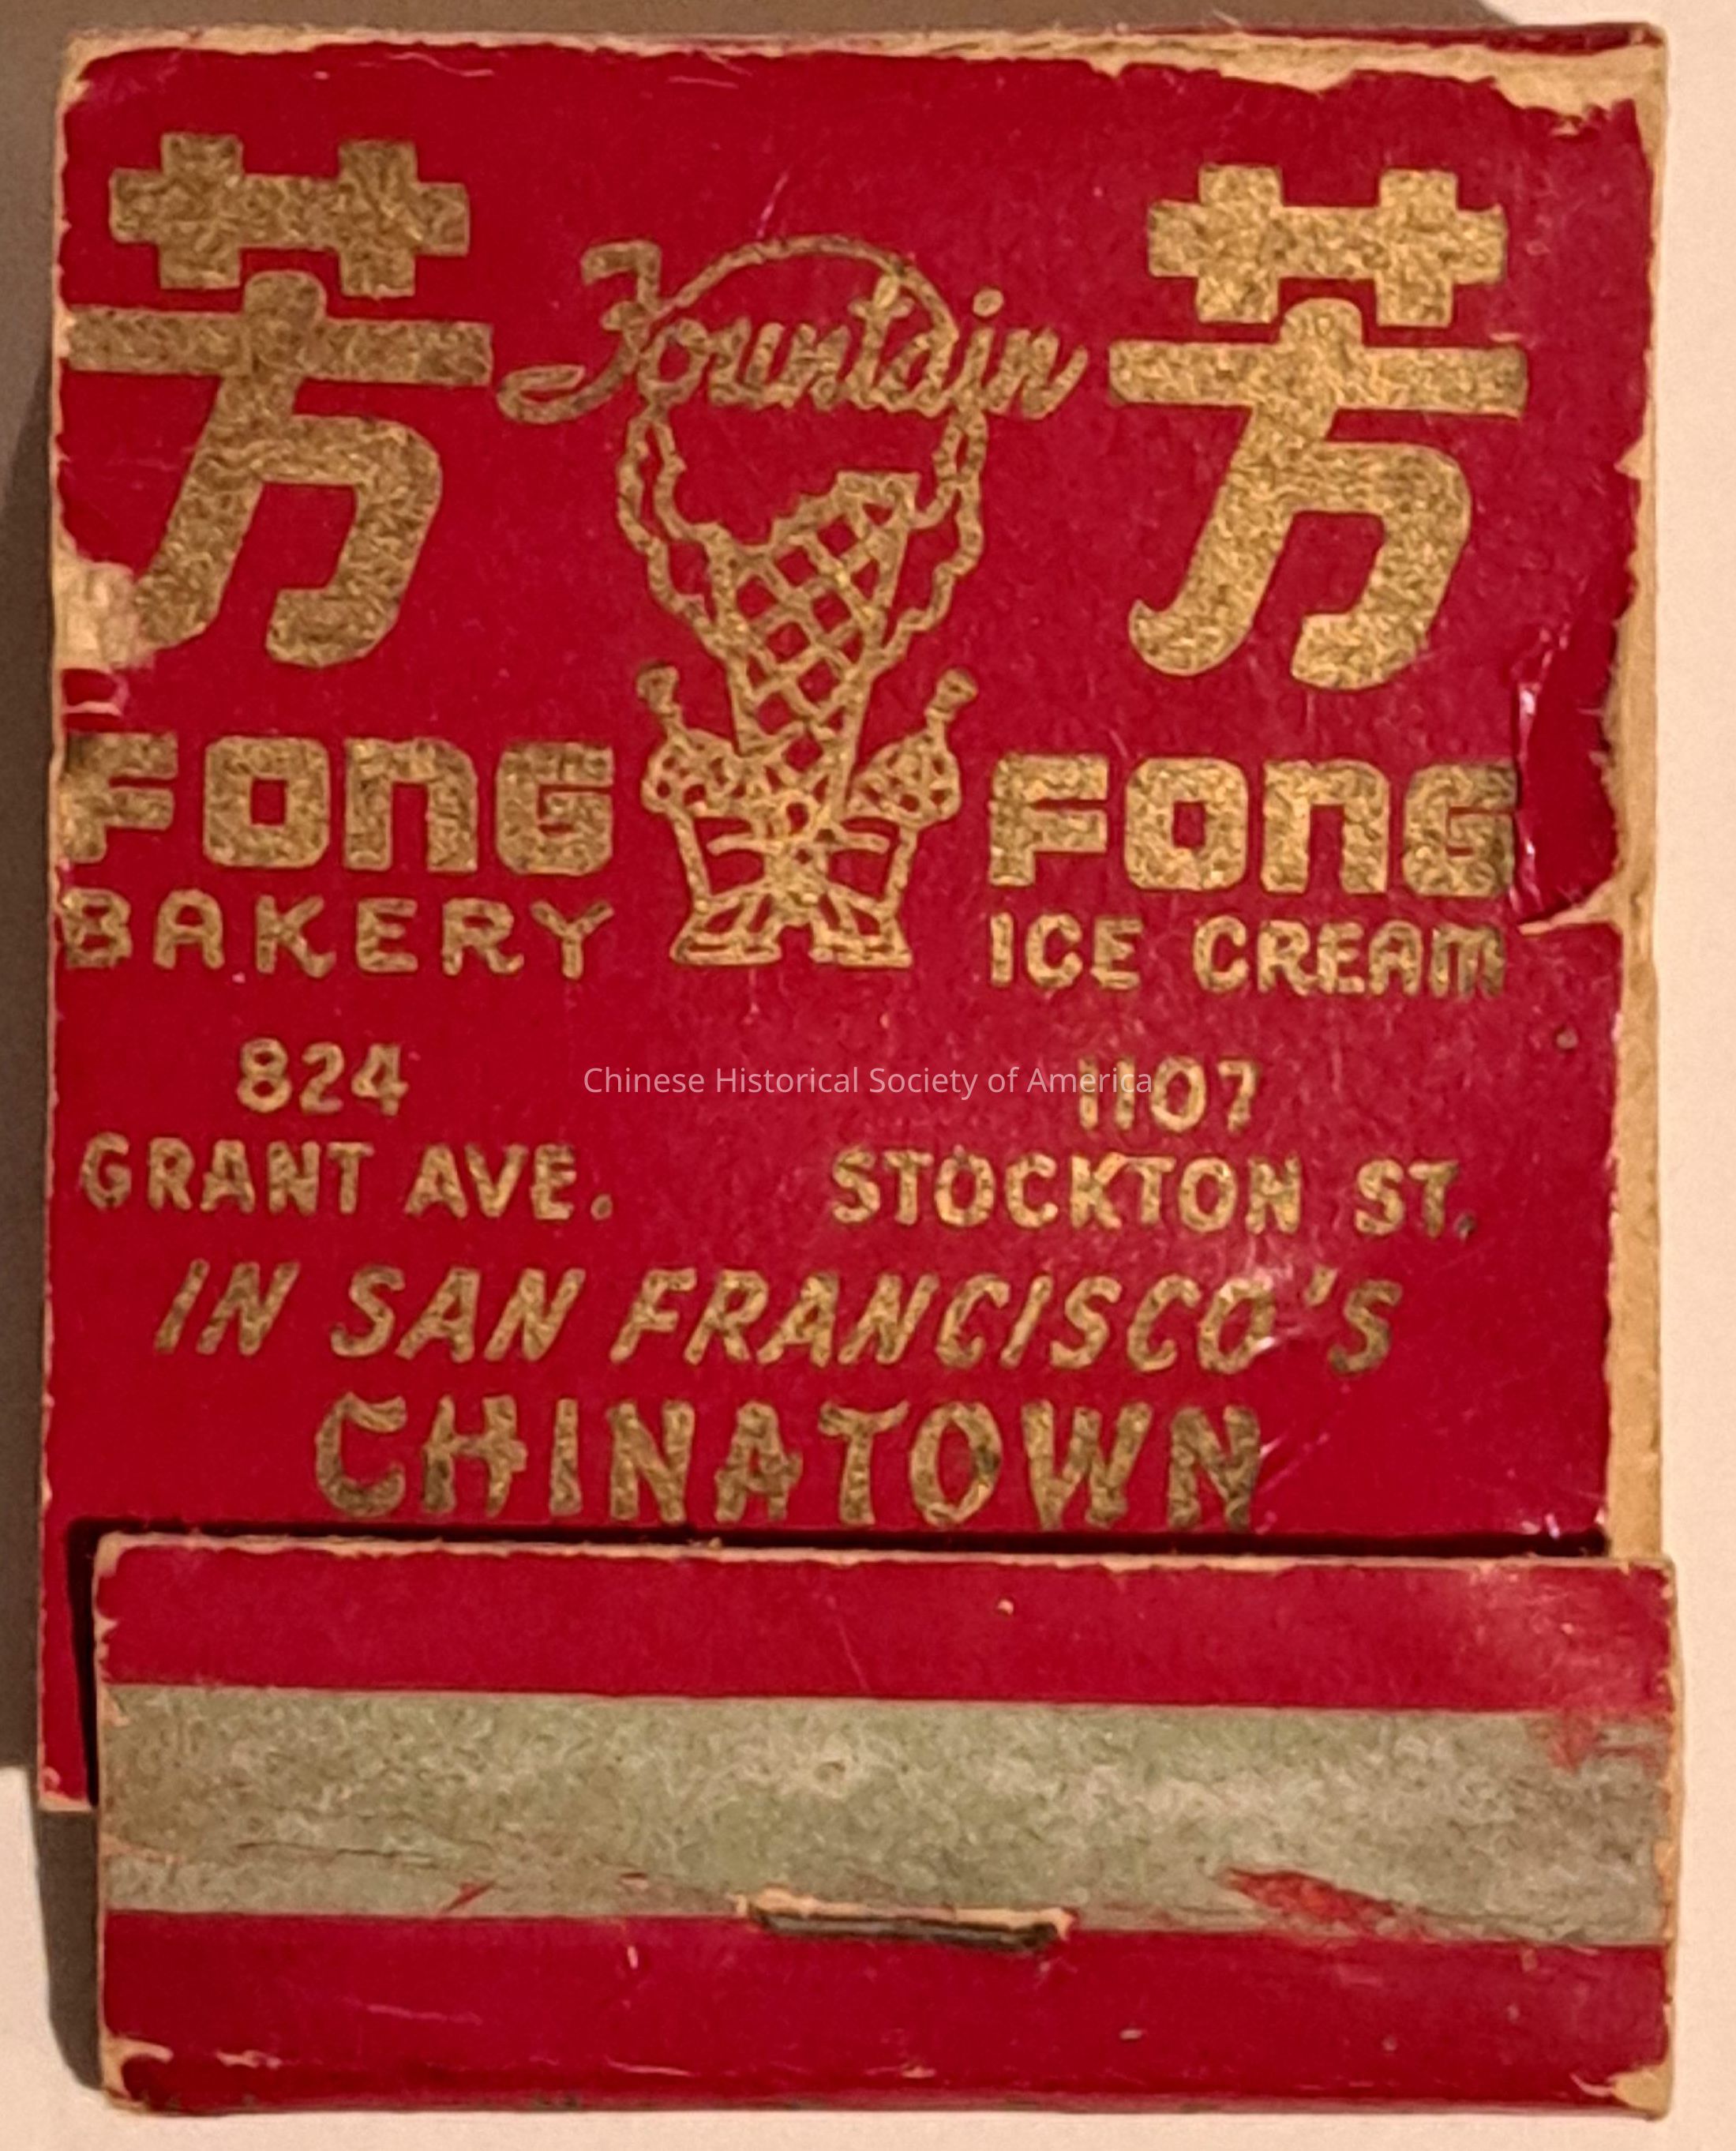 芳 Fountain 芳
FONG FONG
BAKERY ICE CREAM
824 1107
GRANT AVE. STOCKTON ST.
IN SAN FRANCISCO'S
CHINATOWN
Chinese Historical Society of America